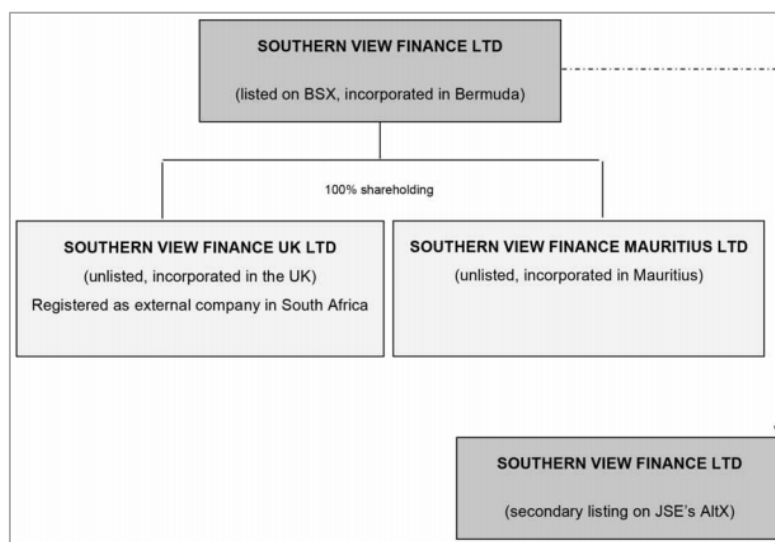 SOUTHERN VIEW FINANCE LTD
(listed on BSX, incorporated in Bermuda)
100% shareholding
SOUTHERN VIEW FINANCE UK LTD
(unlisted, incorporated in the UK)
Registered as external company in South Africa
SOUTHERN VIEW FINANCE MAURITIUS LTD
(unlisted, incorporated in Mauritius)
SOUTHERN VIEW FINANCE LTD
(secondary listing on JSE's AltX)